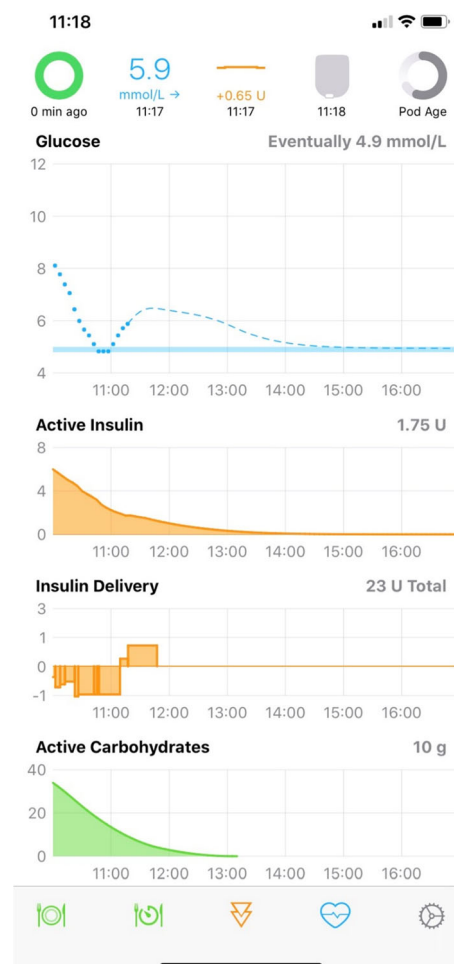 11:18
5.9
mmol/L →
+0.65 U
0 min ago
11:17
11:17
11:18
Pod Age
Glucose
Eventually 4.9 mmol/L
12
10
8
6
4
11:00 12:00 13:00 14:00 15:00 16:00
Active Insulin
1.75 U
8
4
0
11:00 12:00 13:00 14:00 15:00 16:00
Insulin Delivery
23 U Total
3
1
0
-1
11:00 12:00 13:00 14:00 15:00 16:00
Active Carbohydrates
10 g
40
20
0
11:00 12:00 13:00 14:00 15:00 16:00